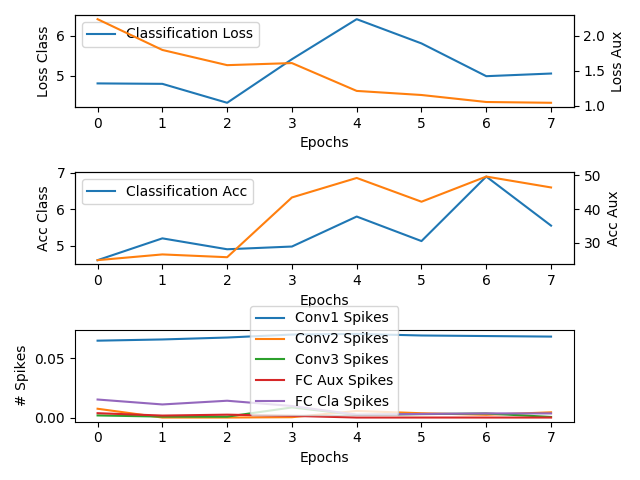 Classification Loss
Loss Class
6
5
2.0
1.5
1.0
Loss Aux
0 1 2 3 4 5 6 7
Epochs
Classification Acc
Acc Class
7
6
5
50
40
30
Acc Aux
0 1 2 3 4 5 6 7
Epochs
Conv1 Spikes
Conv2 Spikes
Conv3 Spikes
FC Aux Spikes
FC Cla Spikes
# Spikes
0.05
0.00
0 1 2 3 4 5 6 7
Epochs